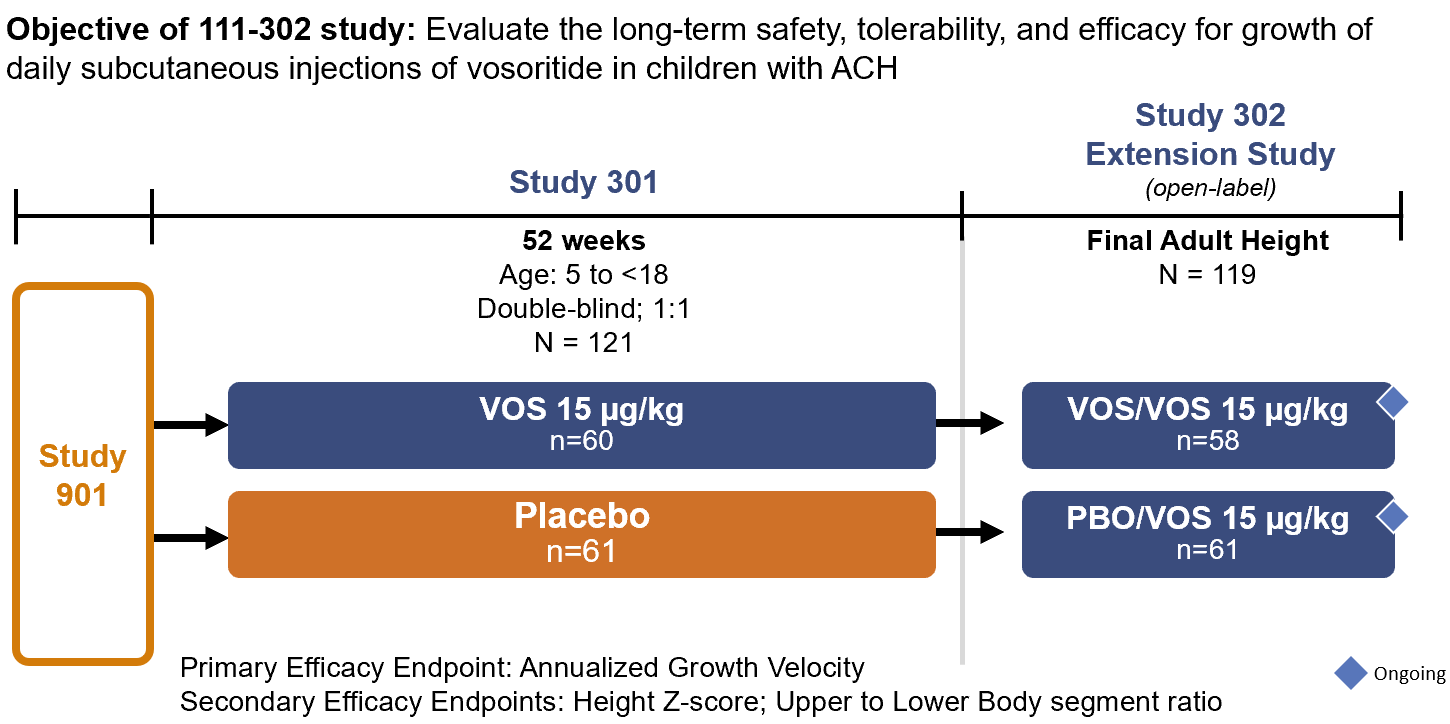 Objective of 111-302 study: Evaluate the long-term safety, tolerability, and efficacy for growth of
daily subcutaneous injections of vosoritide in children with ACH
Study 302
Extension Study
(open-label)
Study 301
52 weeks
Age: 5 to <18
Double-blind; 1:1
N = 121
Final Adult Height
N = 119
Study
901
VOS 15 µg/kg
n=60
VOS/VOS 15 µg/kg
n=58
Placebo
n=61
PBO/VOS 15 µg/kg
n=61
Primary Efficacy Endpoint: Annualized Growth Velocity
Secondary Efficacy Endpoints: Height Z-score; Upper to Lower Body segment ratio
Ongoing